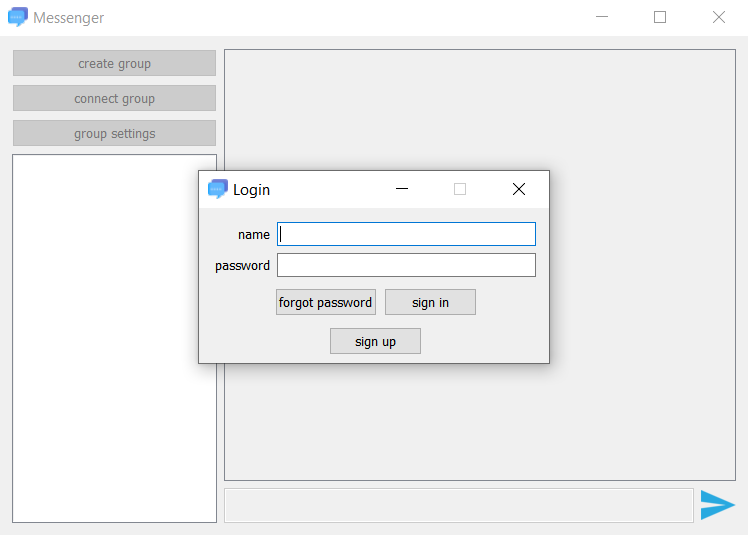 Messenger
create group
connect group
group settings
Login
name
password
forgot password
sign in
sign up